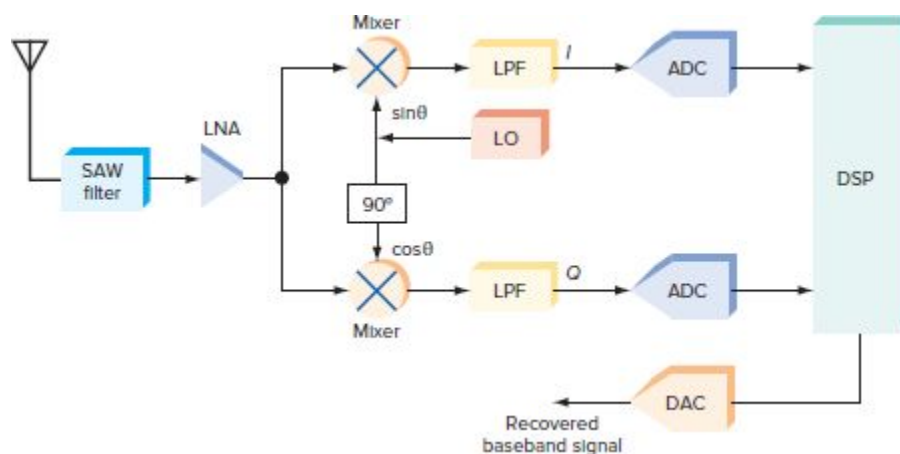 Mixer
LPF
I
ADC
sinθ
LNA
LO
SAW
filter
DSP
90°
cosθ
LPF
Q
ADC
Mixer
DAC
Recovered
baseband signal